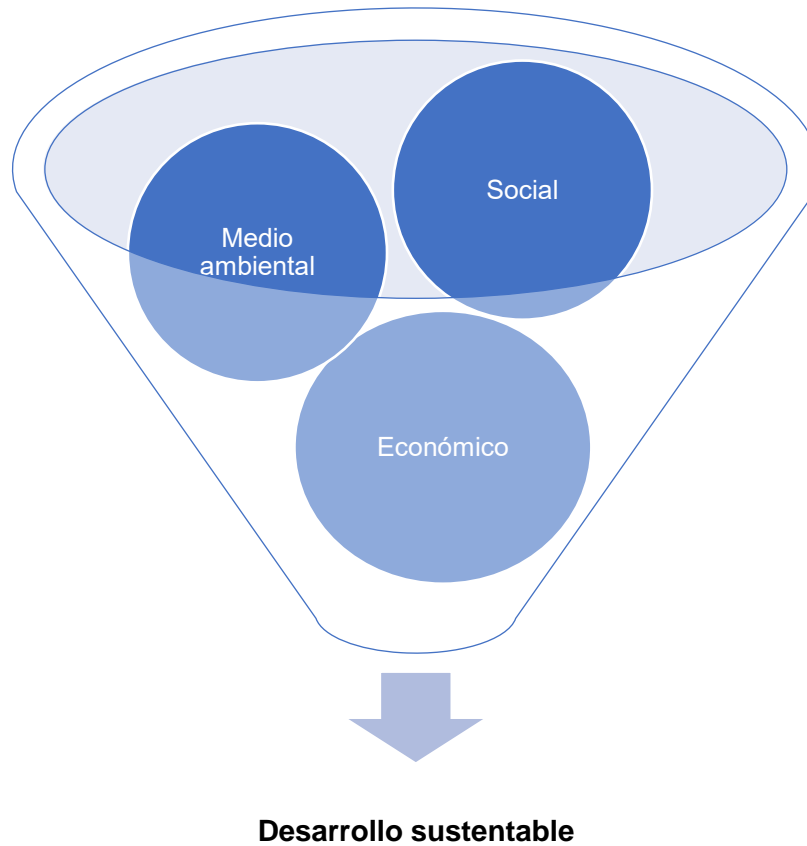 Social
Medio
ambiental
Económico
Desarrollo sustentable